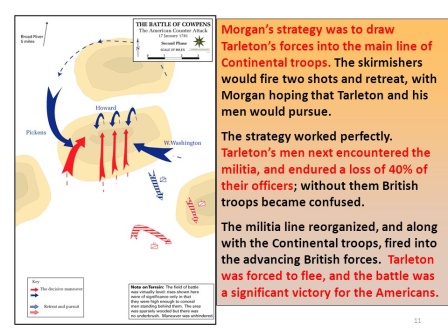 THE BATTLE OF COWPENS
The American Counter Attack
17 January 1781
Second Phase
Broad River
5 miles
Howard
Pickens
W.Washington
Key
The decisive maneuver
Retreat and pursuit
Note on Terrain: The field of battle
was virtually level; rises shown here
were of significance only in that
they were high enough to conceal
men standing behind them. The area
was sparsely wooded but there was
no underbrush. Maneuver was unhindered
Morgan's strategy was to draw
Tarleton's forces into the main line of
Continental troops. The skirmishers
would fire two shots and retreat, with
Morgan hoping that Tarleton and his
men would pursue.
The strategy worked perfectly.
Tarleton's men next encountered the
militia, and endured a loss of 40% of
their officers; without them British
troops became confused.
The militia line reorganized, and along
with the Continental troops, fired into
the advancing British forces. Tarleton
was forced to flee, and the battle was
a significant victory for the Americans.
11